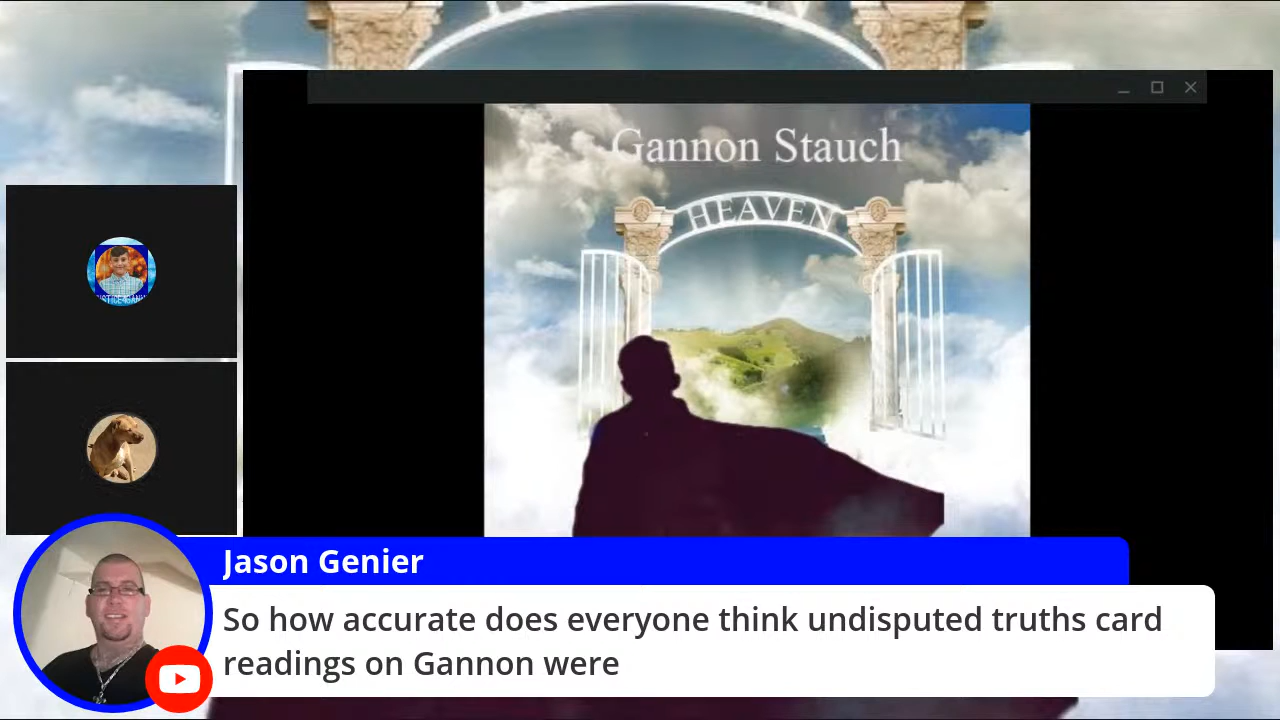 Gannon Stauch
HEAVEN
Jason Genier
So how accurate does everyone think undisputed truths card
readings on Gannon were